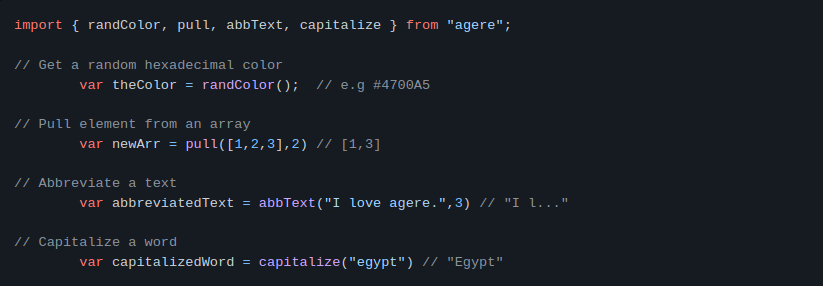 import { randColor, pull, abbText, capitalize } from "agere";
// Get a random hexadecimal color
var theColor = randColor();  // e.g #4700A5
// Pull element from an array
var newArr = pull([1,2,3],2) // [1,3]
// Abbreviate a text
var abbreviatedText = abbText("I love agere.",3) // "I l..."
// Capitalize a word
var capitalizedWord = capitalize("egypt") // "Egypt"